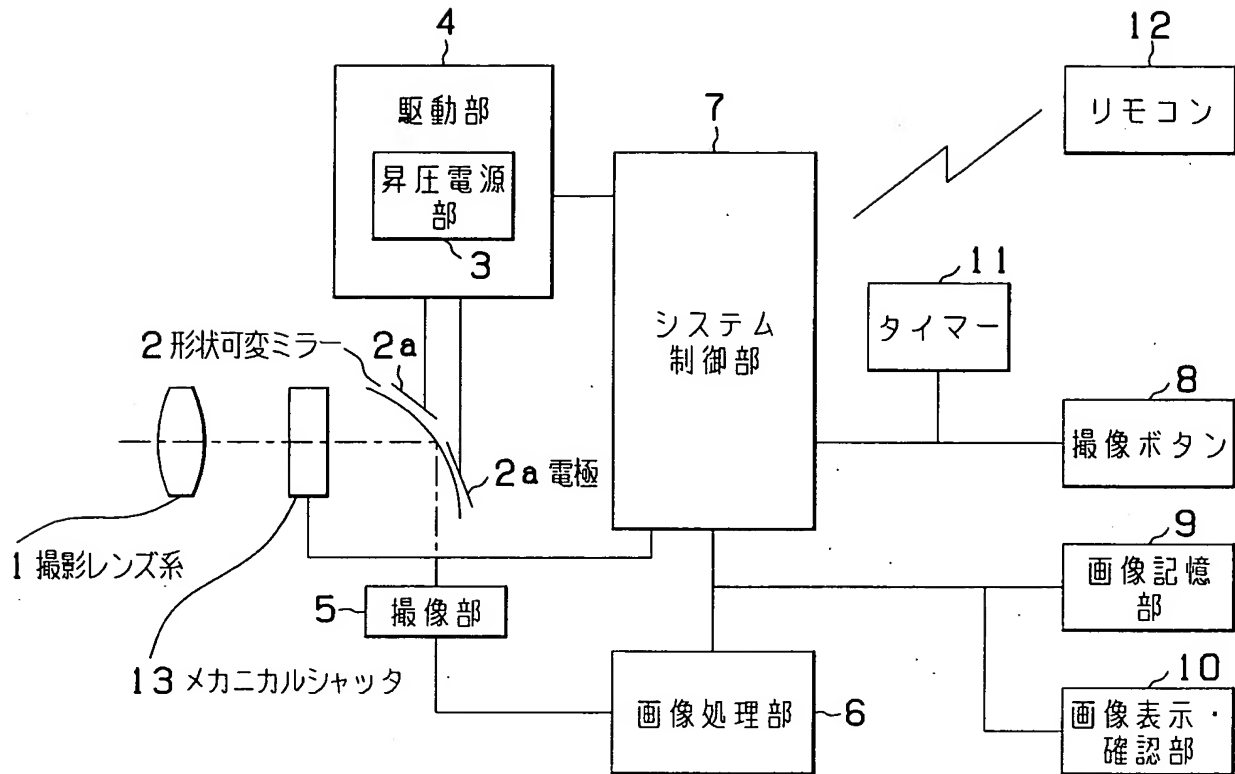 4
駆動部
昇圧電源
部
3
7
システム
制御部
12
リモコン
11
タイマー
8
撮像ボタン
9
画像記憶
部
10
画像表示・
確認部
2 形状可変ミラー
2a
2a 電極
1 撮影レンズ系
13 メカニカルシャッタ
5
撮像部
画像処理部
6